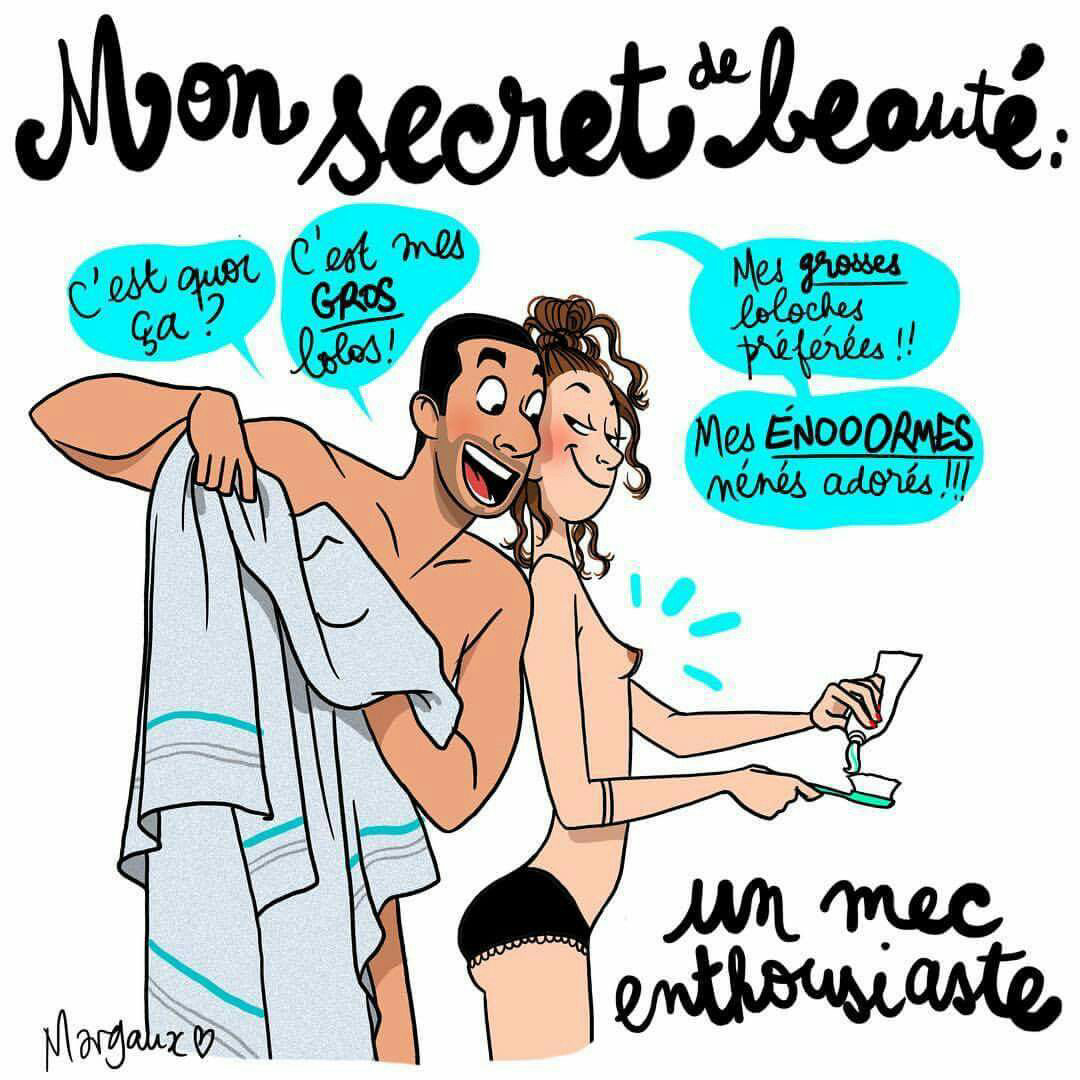 Mon secret de beauté :
C'est quoi
ça ?
C'est mes
GROS
lolos !
Mes grosses
loloches
préférées !!
Mes ÉNOOORMES
nénés adorés !!!
un mec
enthousiaste
Margaux ♡